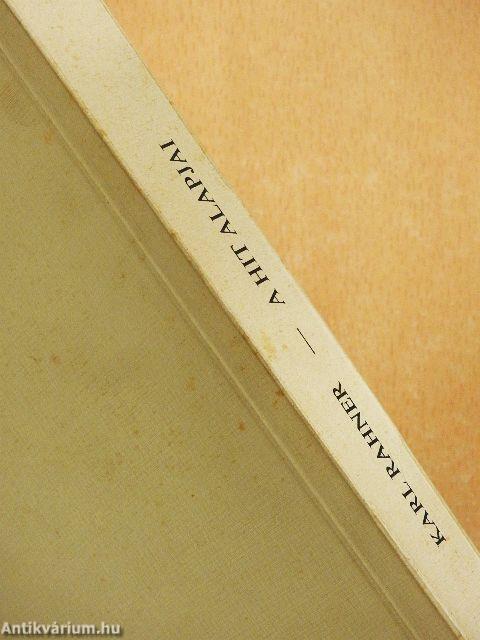 KARL RAHNER — A HIT ALAPJAI
Antikvárium.hu